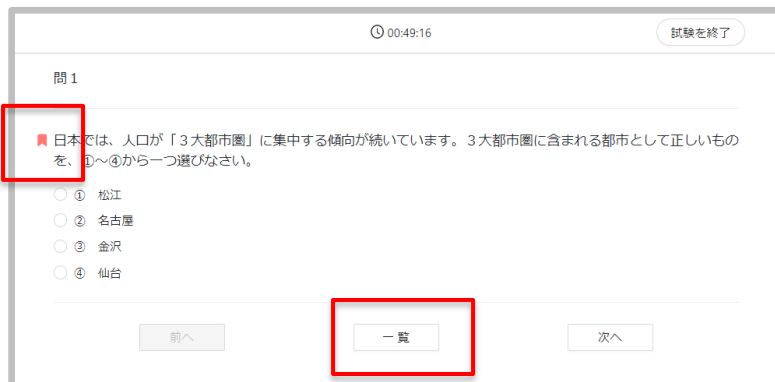 00:49:16
試験を終了
問1
日本では、人口が「3大都市圏」に集中する傾向が続いています。3大都市圏に含まれる都市として正しいもの
を、①～④から一つ選びなさい。
① 松江
② 名古屋
③ 金沢
④ 仙台
前へ
一 覧
次へ